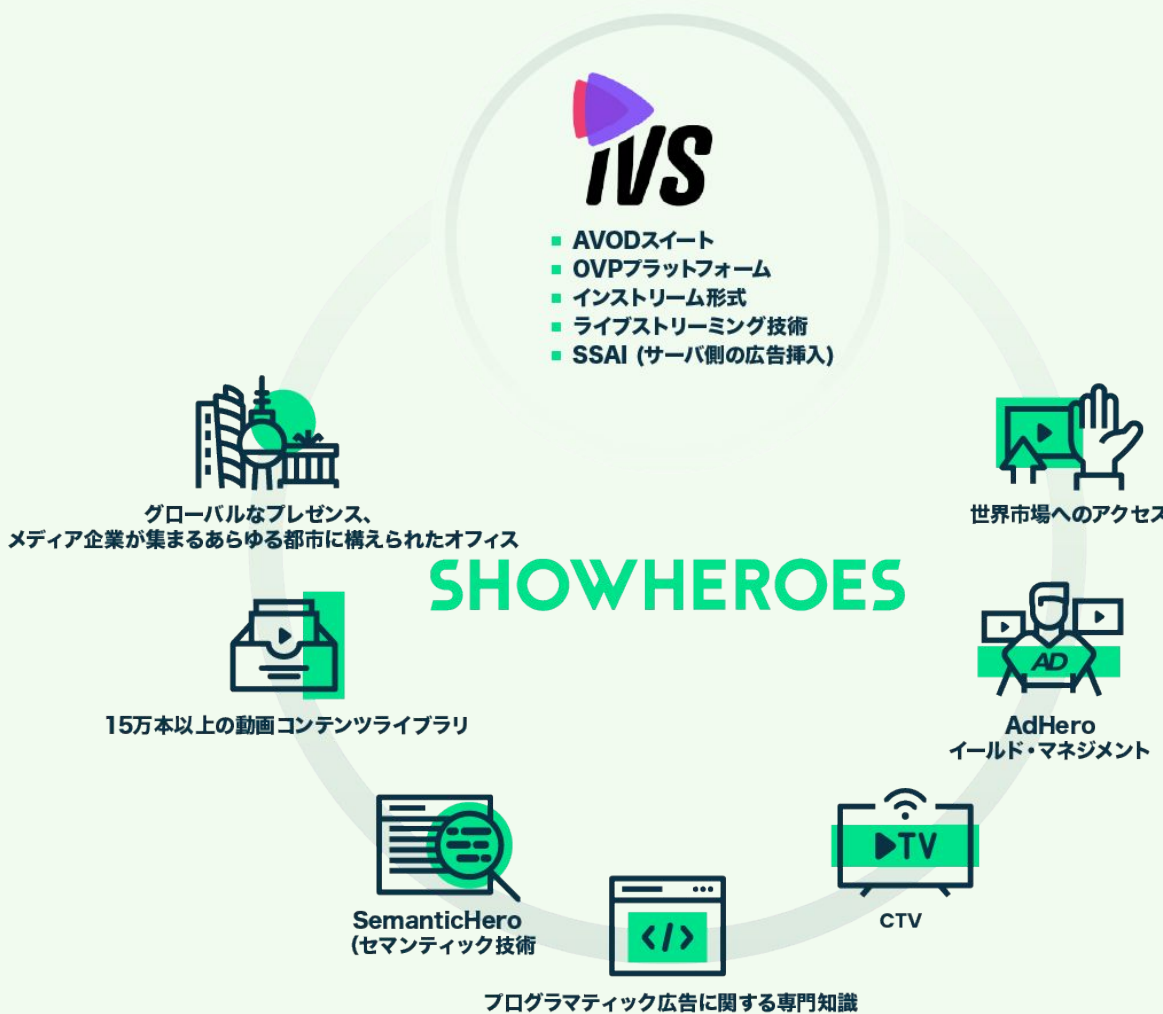 iVS
AVODスイート
OVPプラットフォーム
インストリーム形式
ライブストリーミング技術
SSAI (サーバ側の広告挿入)
グローバルなプレゼンス、
メディア企業が集まるあらゆる都市に構えられたオフィス
世界市場へのアクセス
SHOWHEROES
15万本以上の動画コンテンツライブラリ
AD
AdHero
イールド・マネジメント
TV
CTV
SemanticHero
(セマンティック技術
</>
プログラマティック広告に関する専門知識